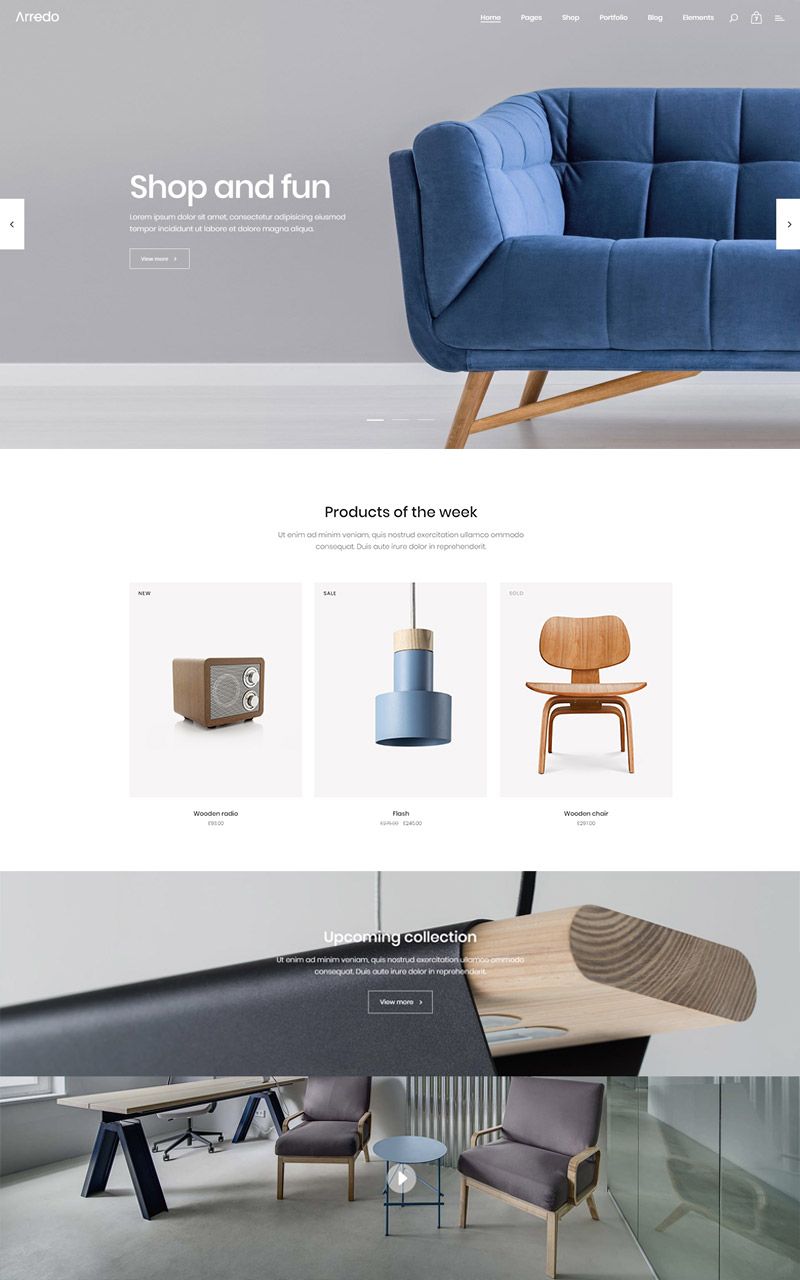 Arredo
Home Pages Shop Portfolio Blog Elements 7
Shop and fun
Lorem ipsum dolor sit amet, consectetur adipisicing eiusmod
tempor incididunt ut labore et dolore magna aliqua.
View more
Products of the week
Ut enim ad minim veniam, quis nostrud exercitation ullamco ommodo
consequat. Duis aute irure dolor in reprehenderit.
NEW SALE SOLD
Wooden radio Flash Wooden chair
£93.00 £275.00 £245.00 £297.00
Upcoming collection
Ut enim ad minim veniam, quis nostrud exercitation ullamco ommodo
consequat. Duis aute irure dolor in reprehenderit.
View more